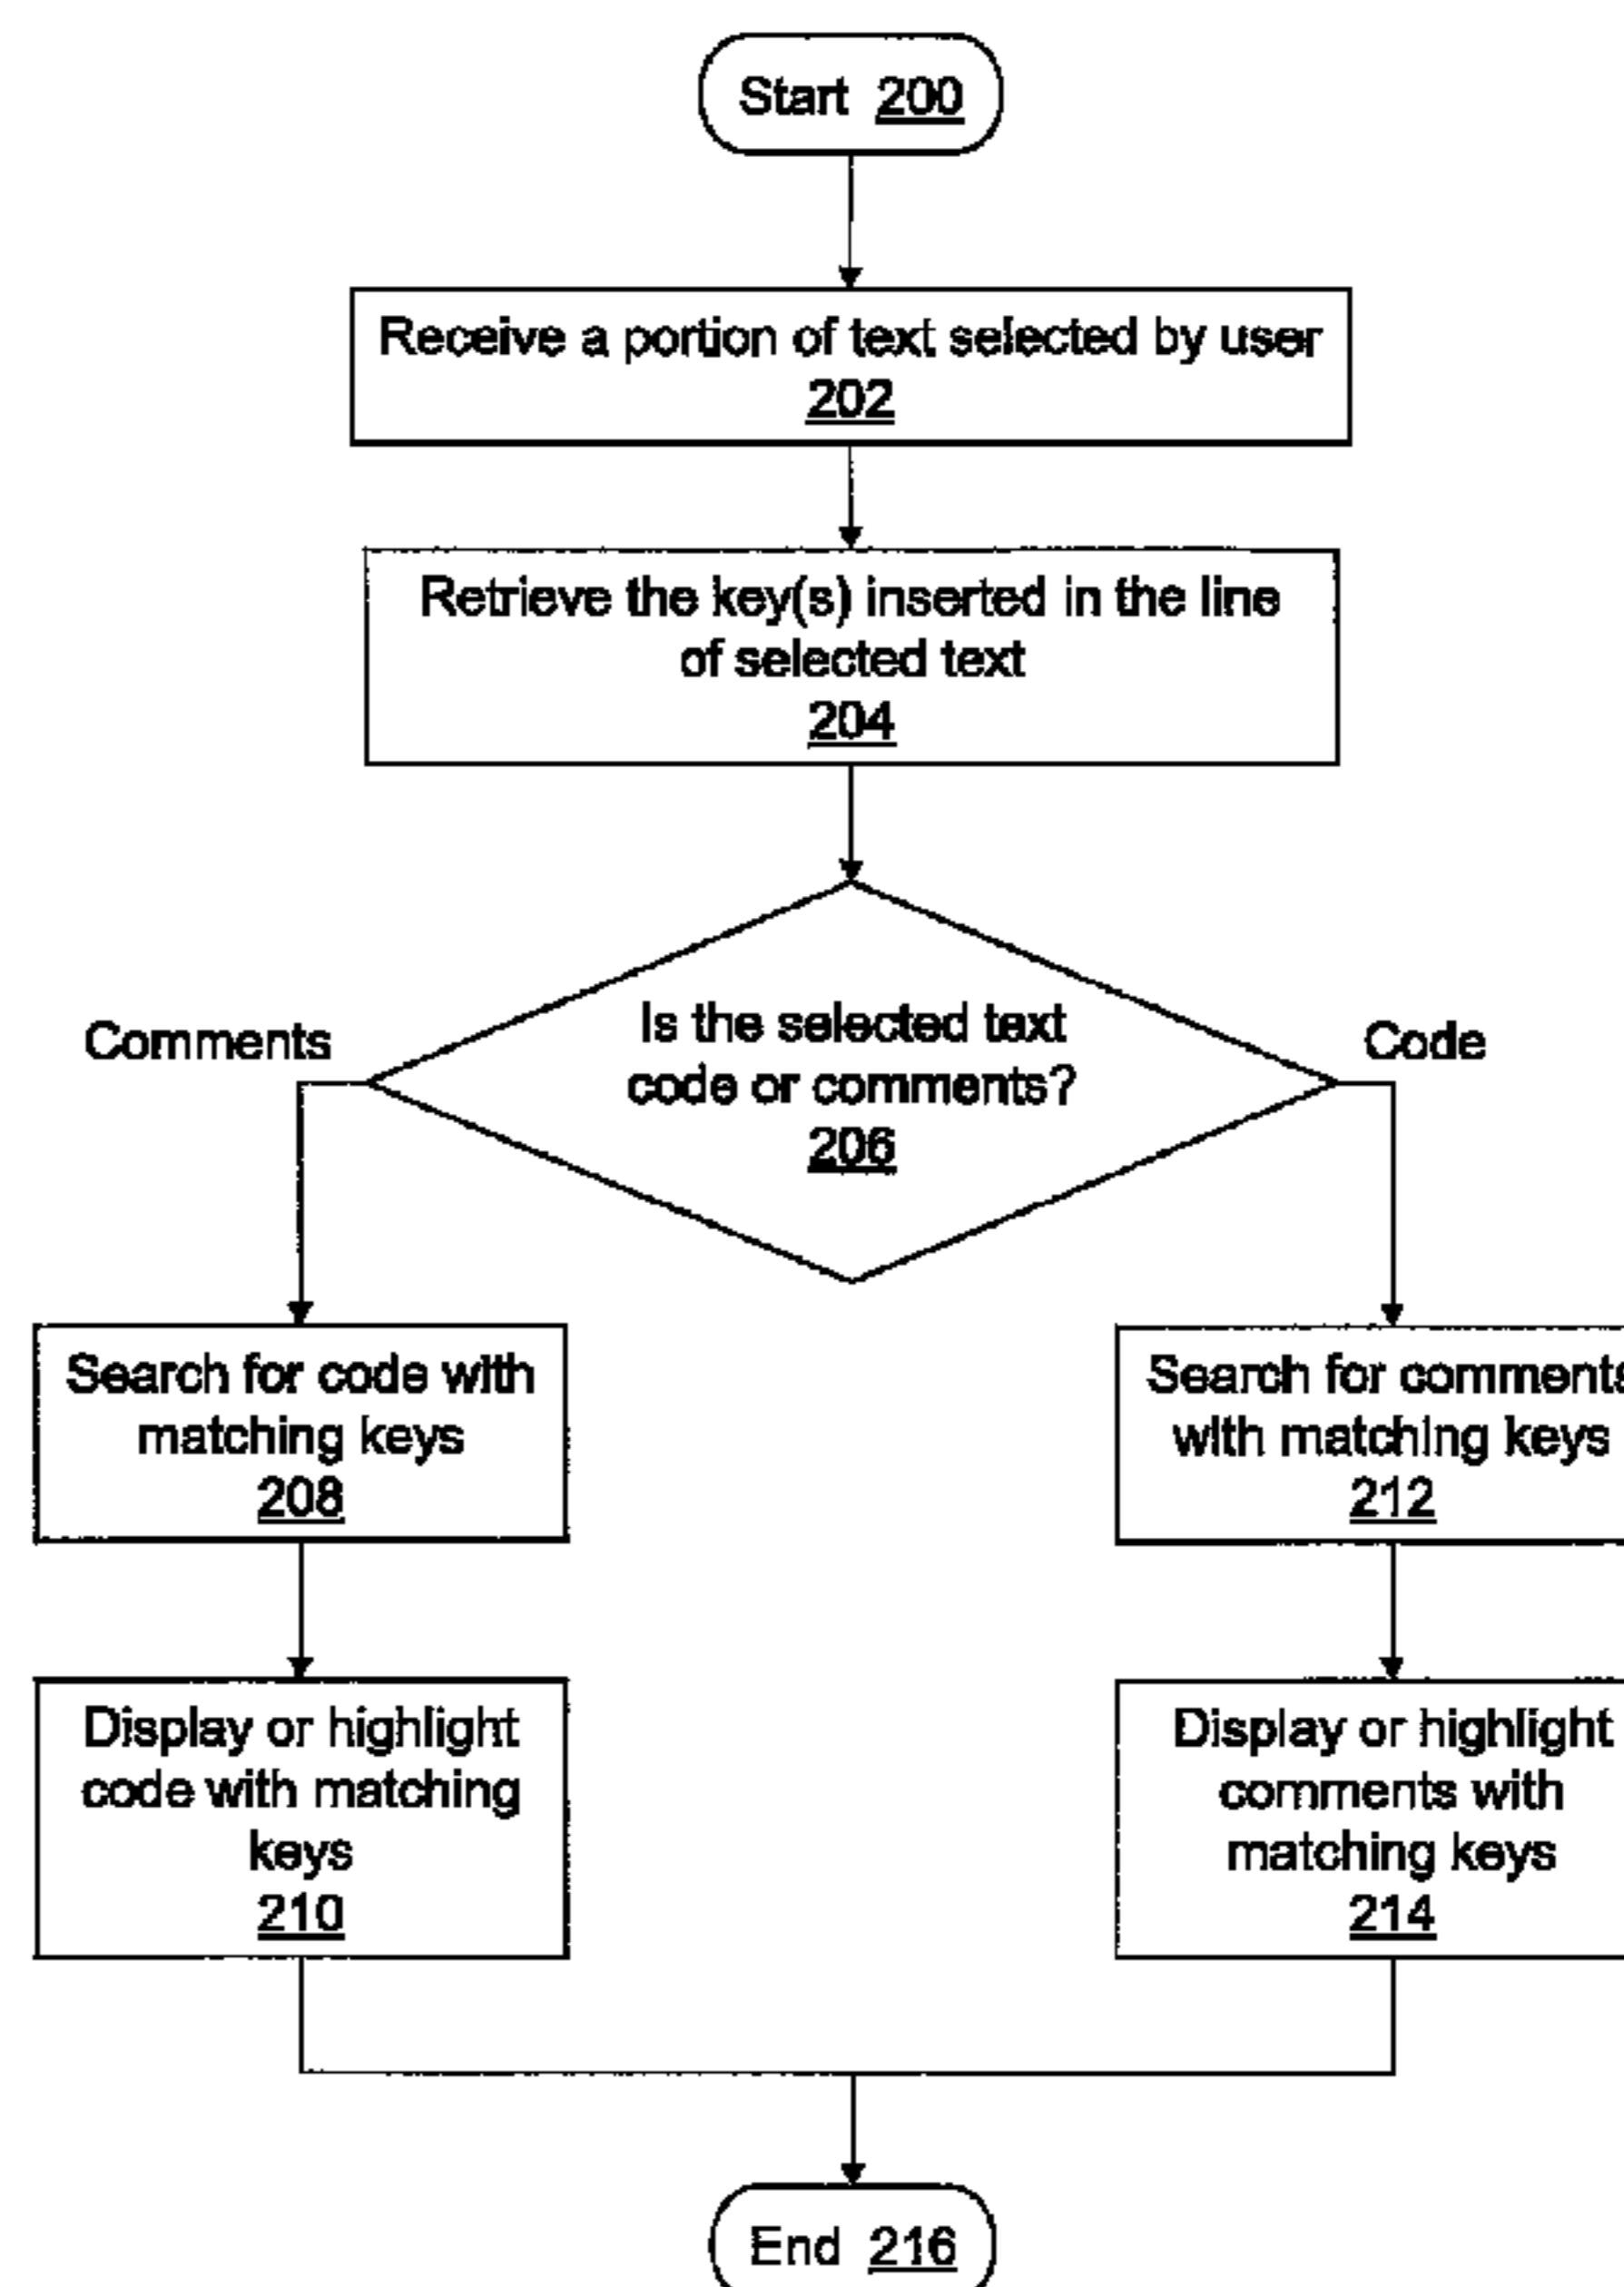 Start 200
Receive a portion of text selected by user
202
Retrieve the key(s) inserted in the line
of selected text
204
Is the selected text
code or comments?
206
Comments
Code
Search for code with
matching keys
208
Display or highlight
code with matching
keys
210
Search for comments
with matching keys
212
Display or highlight
comments with
matching keys
214
End 216